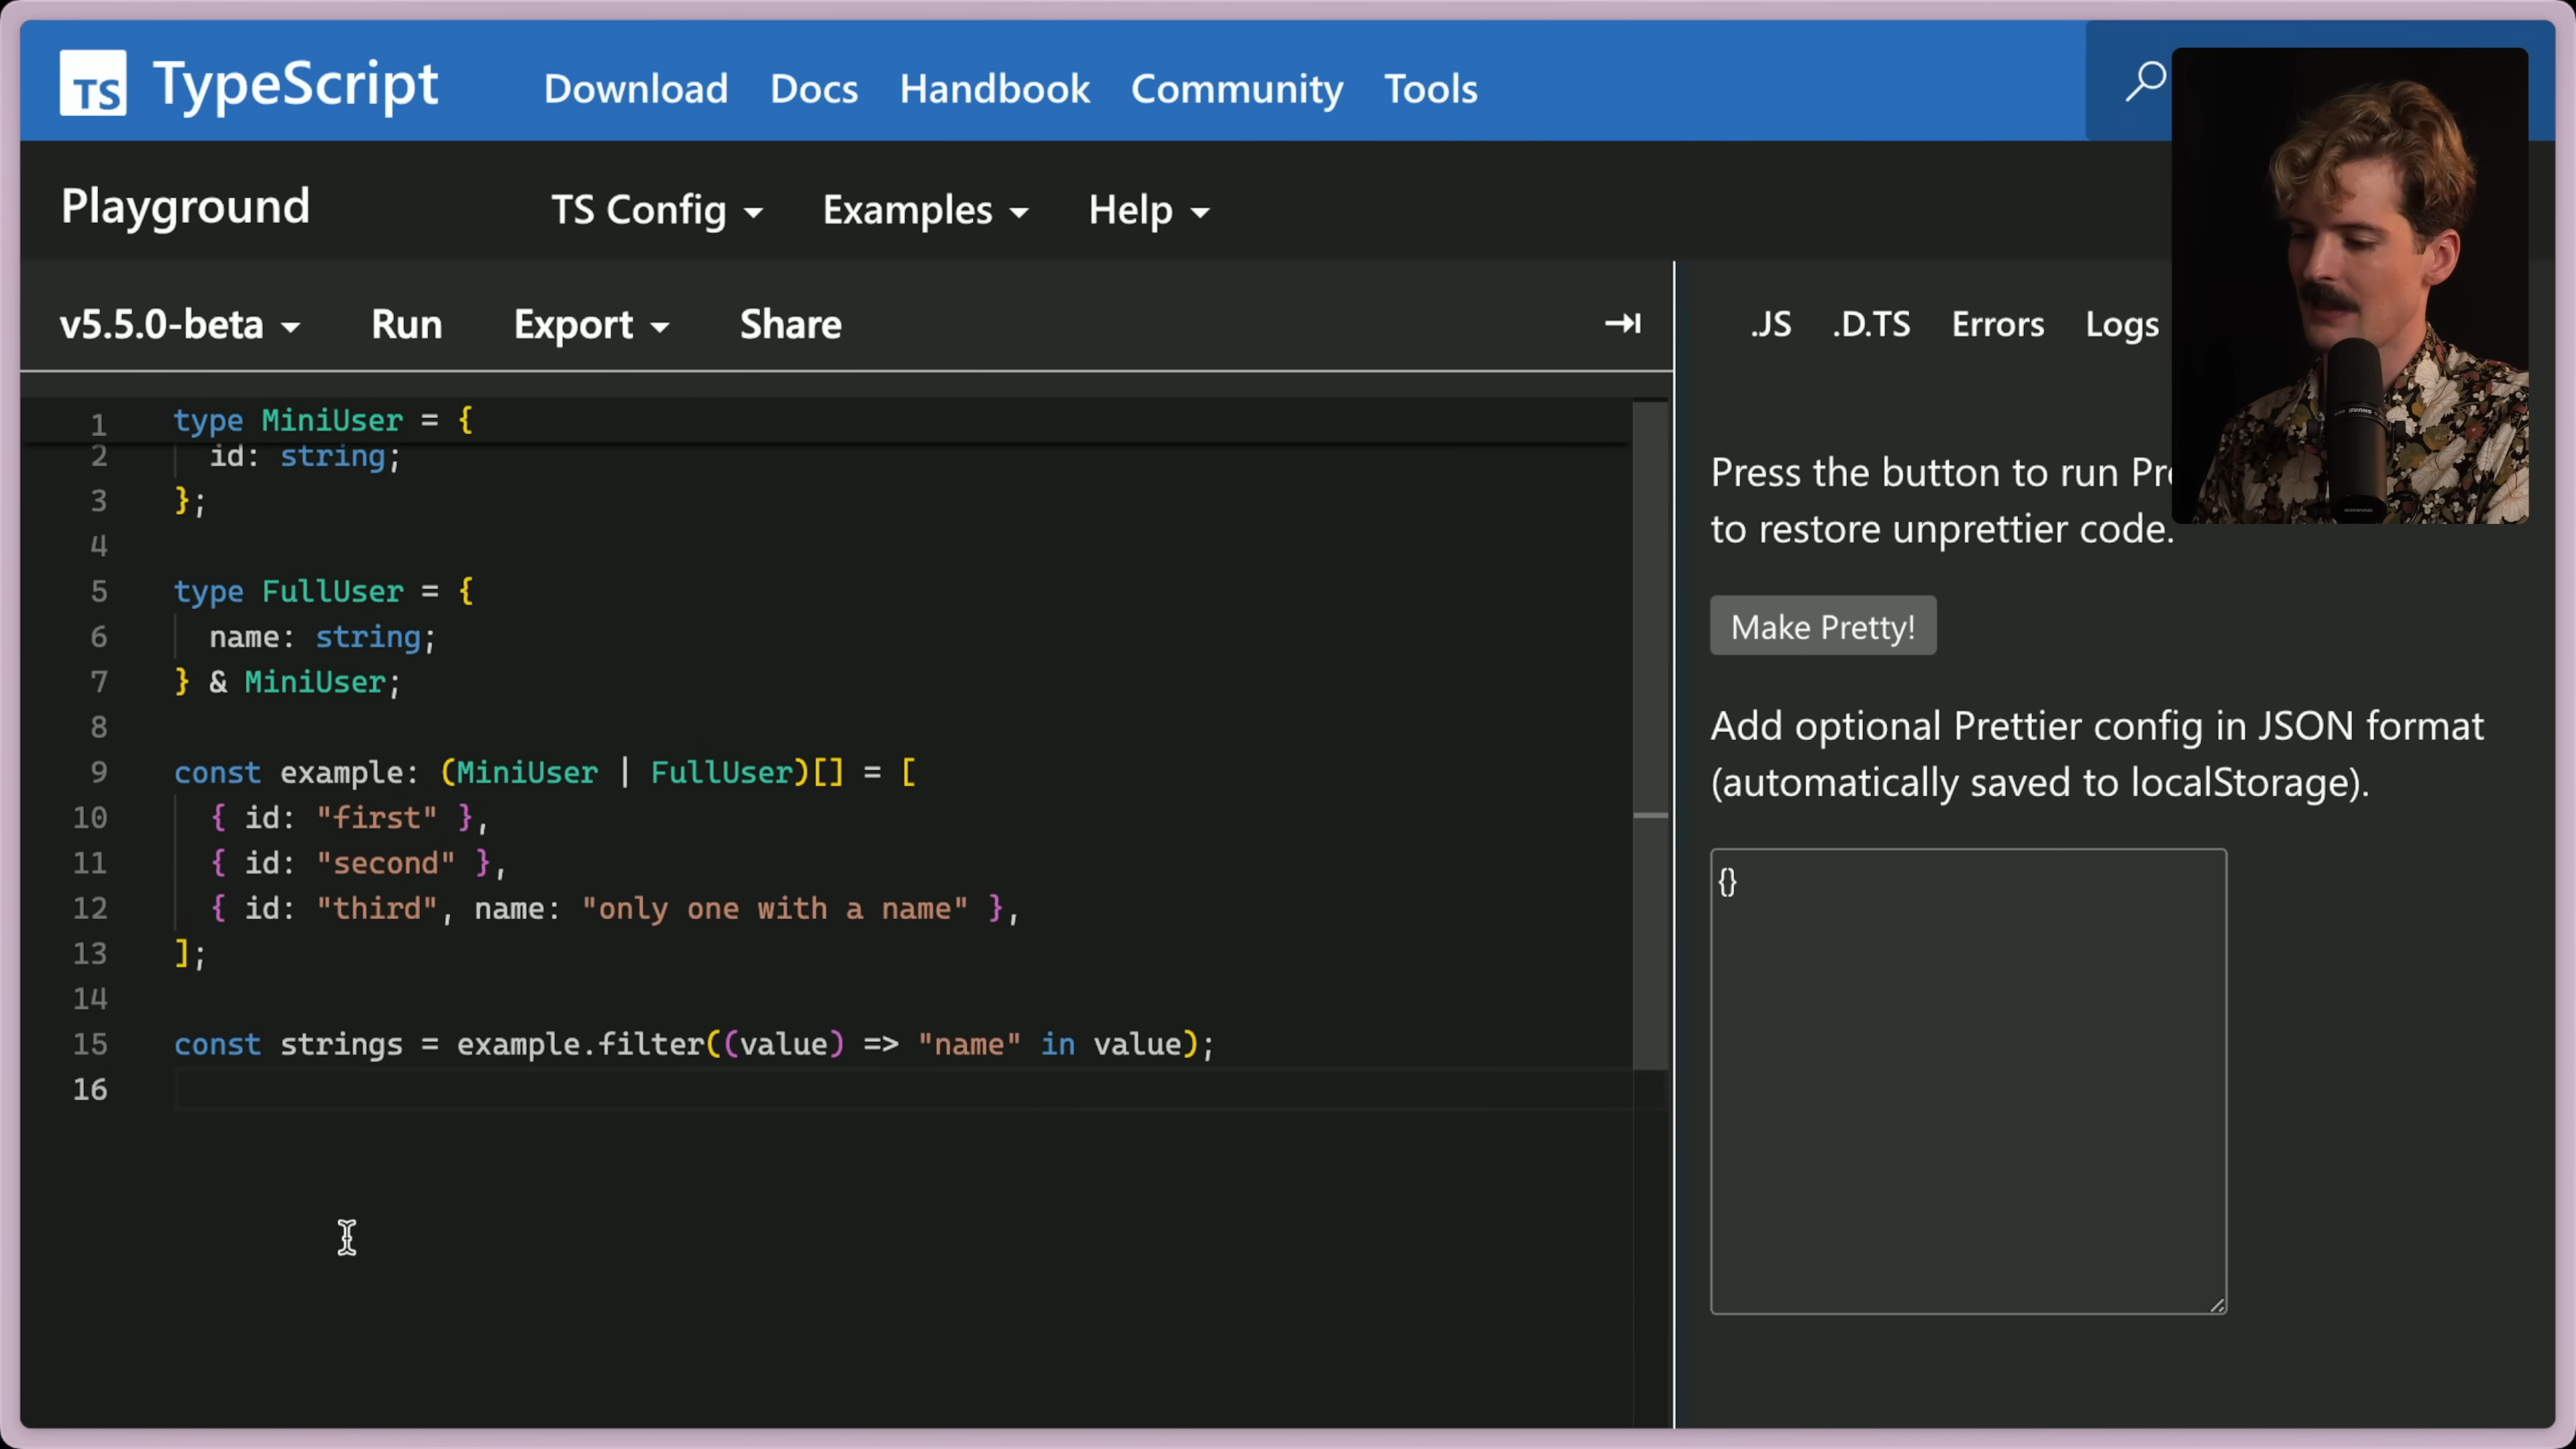 TS TypeScript Download Docs Handbook Community Tools
Playground TS Config Examples Help
v5.5.0-beta Run Export Share
.JS .D.TS Errors Logs
1 type MiniUser = {
2 id: string;
3 };
4
5 type FullUser = {
6 name: string;
7 } & MiniUser;
8
9 const example: (MiniUser | FullUser)[] = [
10 { id: "first" },
11 { id: "second" },
12 { id: "third", name: "only one with a name" },
13 ];
14
15 const strings = example.filter((value) => "name" in value);
16
Press the button to run
to restore unprettier code.
Make Pretty!
Add optional Prettier config in JSON format
(automatically saved to localStorage).
{}